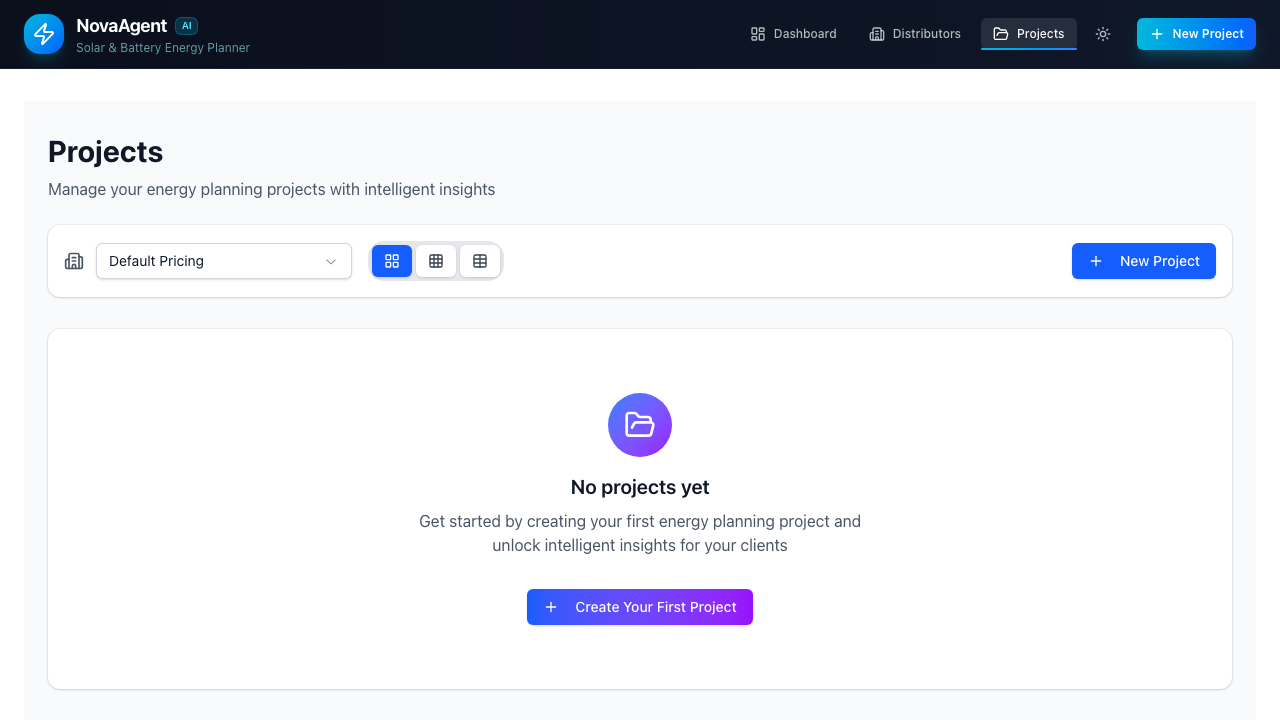 NovaAgent AI
Solar & Battery Energy Planner
Dashboard
Distributors
Projects
New Project
Projects
Manage your energy planning projects with intelligent insights
Default Pricing
New Project
No projects yet
Get started by creating your first energy planning project and
unlock intelligent insights for your clients
Create Your First Project